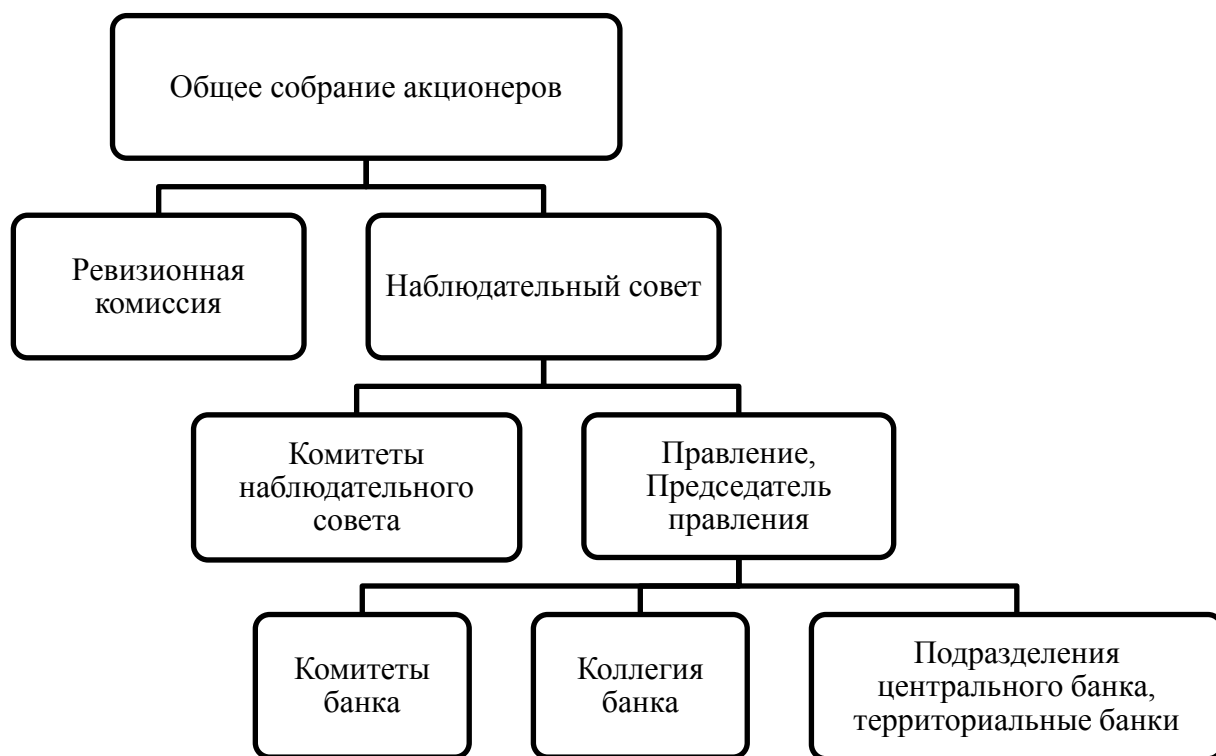 Общее собрание акционеров
Ревизионная
комиссия
Наблюдательный совет
Комитеты
наблюдательного
совета
Правление,
Председатель
правления
Комитеты
банка
Коллегия
банка
Подразделения
центрального банка,
территориальные банки